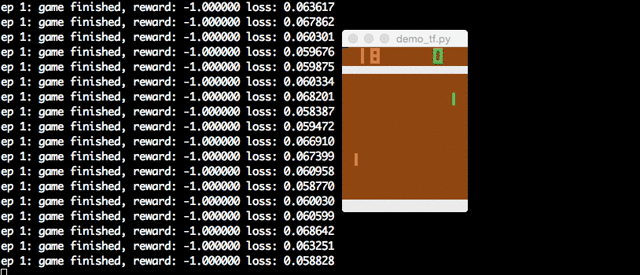 ep 1: game finished, reward: -1.000000 loss: 0.063617
ep 1: game finished, reward: -1.000000 loss: 0.067862
ep 1: game finished, reward: -1.000000 loss: 0.060301
ep 1: game finished, reward: -1.000000 loss: 0.059676
ep 1: game finished, reward: -1.000000 loss: 0.059875
ep 1: game finished, reward: -1.000000 loss: 0.060334
ep 1: game finished, reward: -1.000000 loss: 0.068201
ep 1: game finished, reward: -1.000000 loss: 0.058387
ep 1: game finished, reward: -1.000000 loss: 0.059472
ep 1: game finished, reward: -1.000000 loss: 0.066910
ep 1: game finished, reward: -1.000000 loss: 0.067399
ep 1: game finished, reward: -1.000000 loss: 0.060958
ep 1: game finished, reward: -1.000000 loss: 0.058770
ep 1: game finished, reward: -1.000000 loss: 0.060030
ep 1: game finished, reward: -1.000000 loss: 0.060599
ep 1: game finished, reward: -1.000000 loss: 0.068642
ep 1: game finished, reward: -1.000000 loss: 0.063251
ep 1: game finished, reward: -1.000000 loss: 0.058828
demo_tf.py